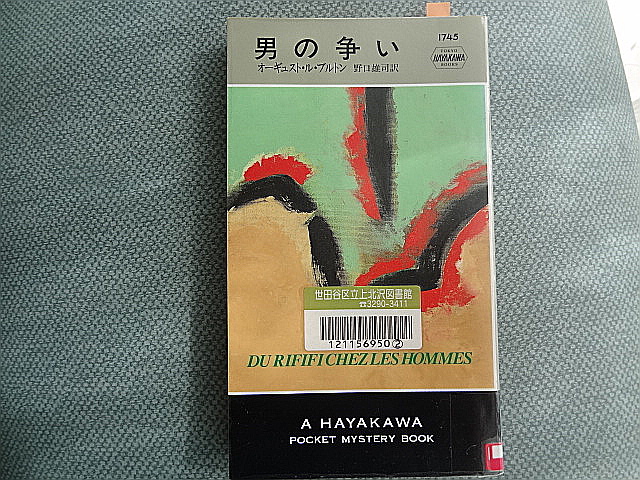 男の争い
オーギュスト・ル・ブルトン 野口雄司訳
1745
TOKYO
HAYAKAWA
BOOKS
世田谷区立上北沢図書館
☎3290-3411
121156950②
DU RIFIFI CHEZ LES HOMMES
A HAYAKAWA
POCKET MYSTERY BOOK